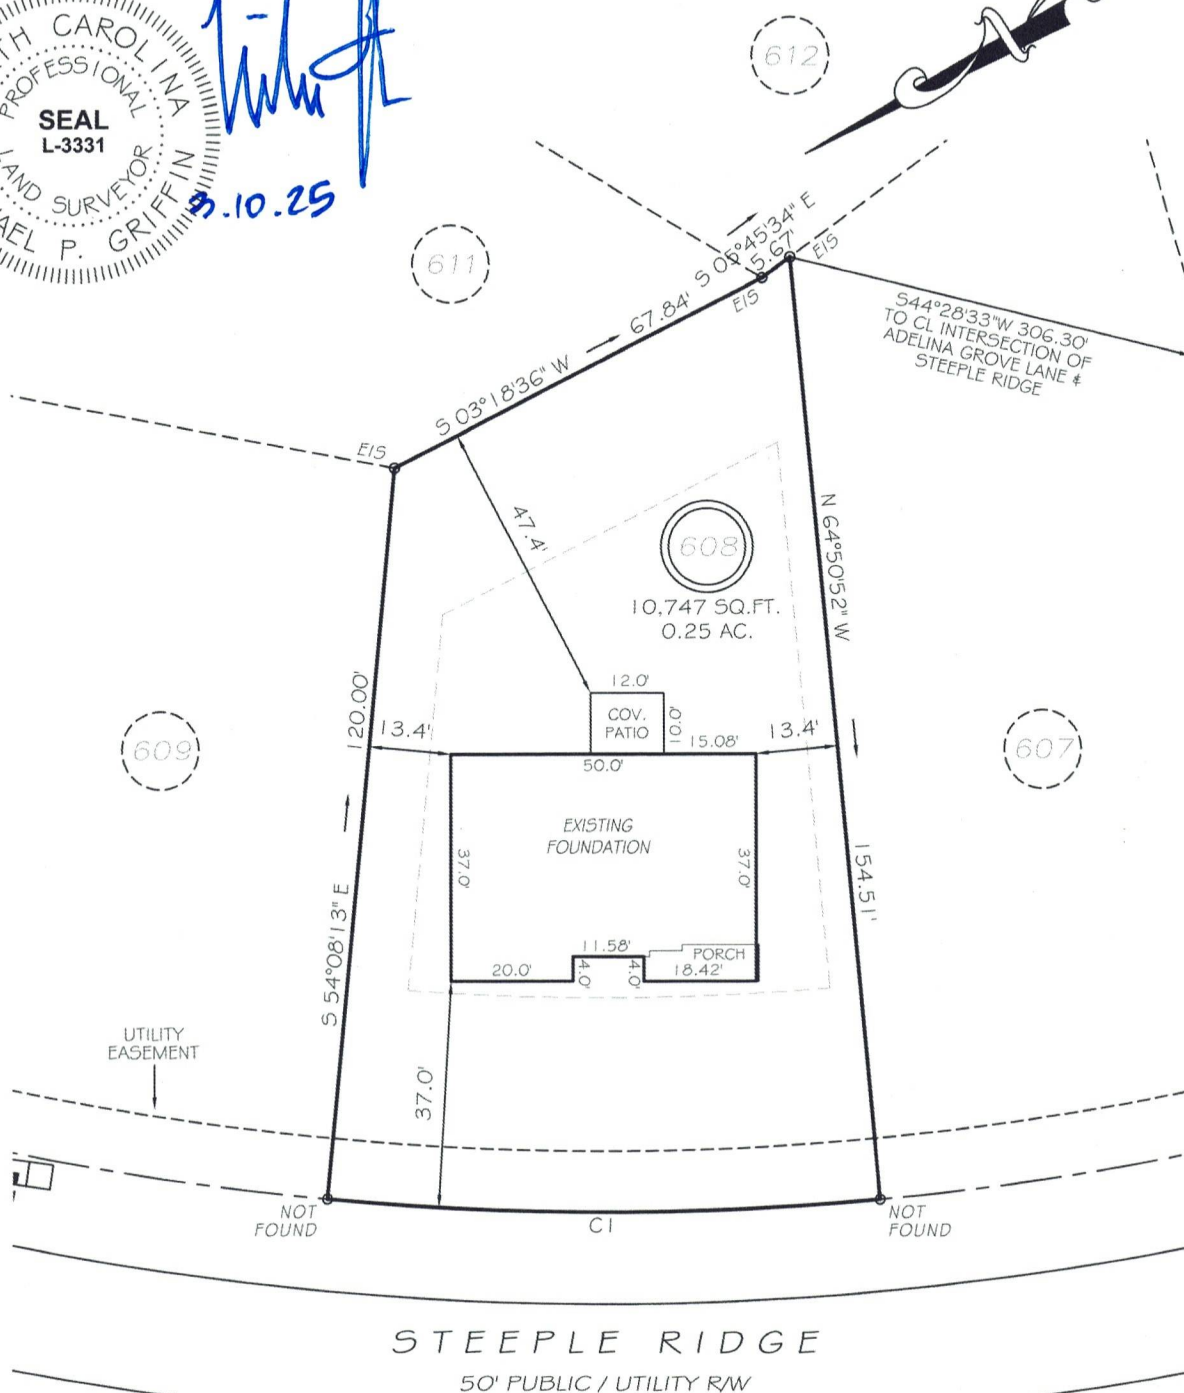 TH CAROLINA
PROFESSIONAL
SEAL
L-3331
LAND SURVEYOR
AEL P. GRIFFIN
3.10.25
612
611
S 05°45'34" E
5.67'
EIS
EIS
S44°28'33"W 306.30'
TO CL INTERSECTION OF
ADELINA GROVE LANE &
STEEPLE RIDGE
S 03°18'36" W
67.84'
EIS
47.4'
608
10,747 SQ.FT.
0.25 AC.
N 64°50'52" W
154.51'
120.00'
S 54°08'13" E
12.0'
COV.
PATIO
10.0'
15.08'
13.4'
13.4'
609
607
50.0'
EXISTING
FOUNDATION
37.0'
37.0'
11.58'
PORCH
20.0'
4.0'
4.0'
18.42'
UTILITY
EASEMENT
37.0'
NOT
FOUND
C1
NOT
FOUND
STEEPLE RIDGE
50' PUBLIC / UTILITY R/W